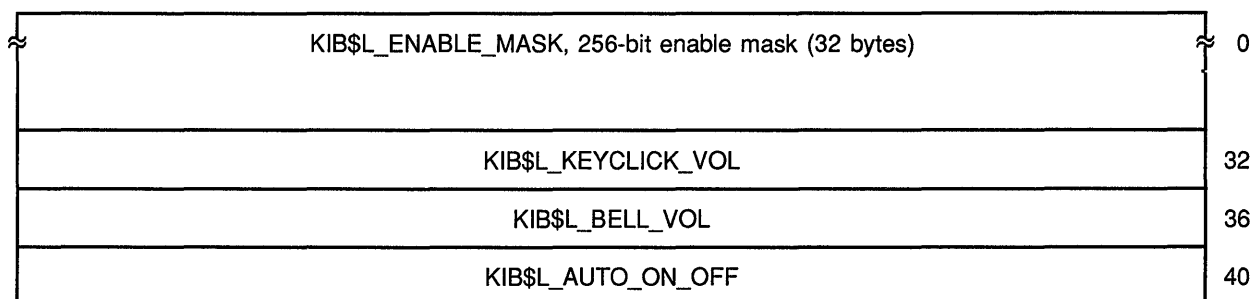 KIB$L_ENABLE_MASK, 256-bit enable mask (32 bytes) 0
KIB$L_KEYCLICK_VOL 32
KIB$L_BELL_VOL 36
KIB$L_AUTO_ON_OFF 40